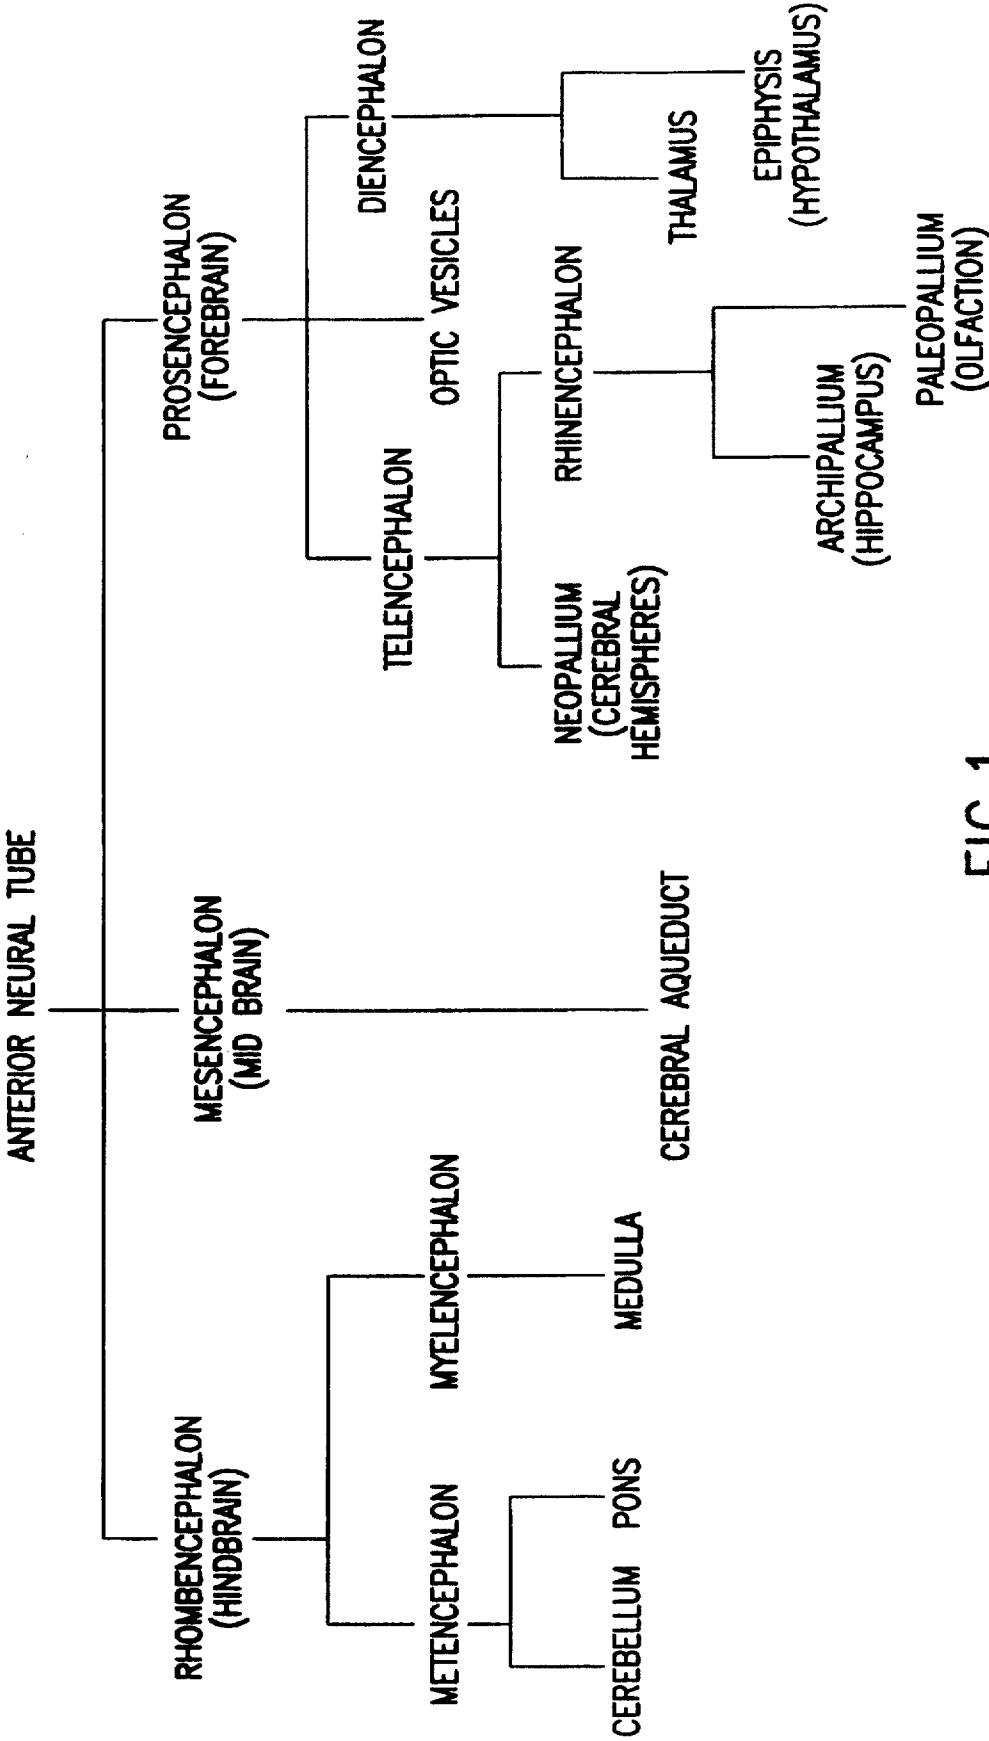 ANTERIOR NEURAL TUBE
RHOMBENCEPHALON
(HINDBRAIN)
MESENCEPHALON
(MID BRAIN)
PROSENCEPHALON
(FOREBRAIN)
METENCEPHALON
MYELENCEPHALON
TELENCEPHALON
OPTIC VESICLES
DIENCEPHALON
CEREBELLUM
PONS
MEDULLA
CEREBRAL AQUEDUCT
NEOPALLIUM
(CEREBRAL
HEMISPHERES)
RHINENCEPHALON
THALAMUS
EPIPHYSIS
(HYPOTHALAMUS)
ARCHIPALLIUM
(HIPPOCAMPUS)
PALEOPALLIUM
(OLFACTION)
FIG. 1